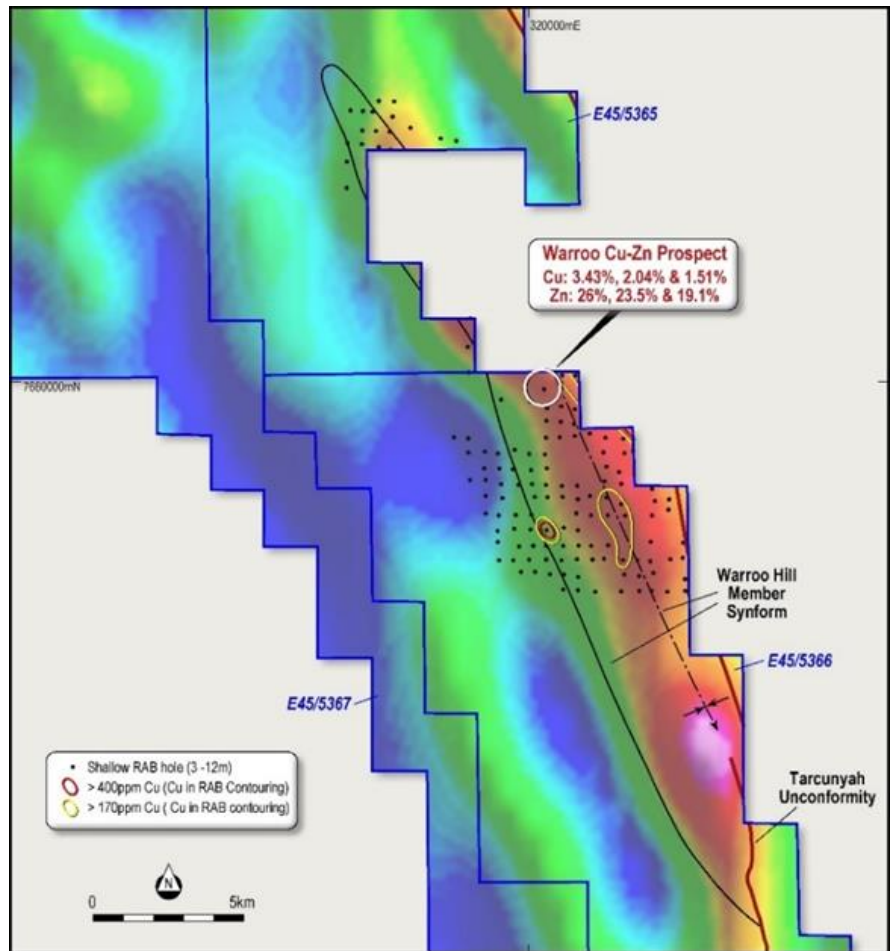 320000mE
E45/5365
Warroo Cu-Zn Prospect
Cu: 3.43%, 2.04% & 1.51%
Zn: 26%, 23.5% & 19.1%
7660000mN
Warroo Hill
Member
Synform
E45/5366
E45/5367
Tarcunyah
Unconformity
Shallow RAB hole (3 -12m)
> 400ppm Cu (Cu in RAB Contouring)
> 170ppm Cu ( Cu in RAB contouring)
N
0 5km